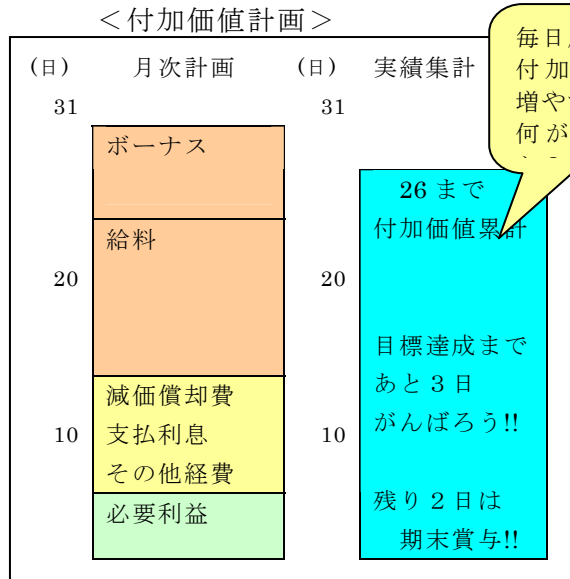 ＜付加価値計画＞
(日) 月次計画 (日) 実績集計
31 31
ボーナス
給料
20 20
減価償却費
10 10
支払利息
その他経費
必要利益
26 まで
付加価値累計
目標達成まで
あと３日
がんばろう!!
残り２日は
期末賞与!!
毎日
付加
増や
何が